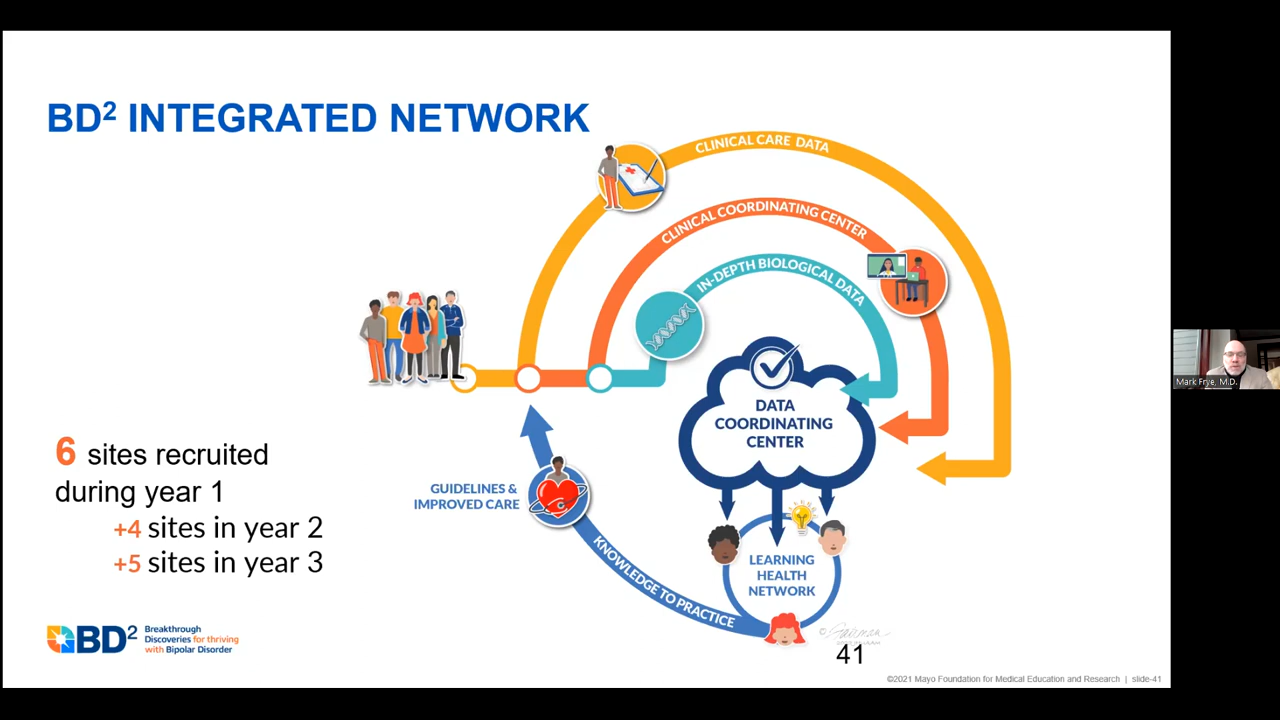 BD² INTEGRATED NETWORK
CLINICAL CARE DATA
CLINICAL COORDINATING CENTER
IN-DEPTH BIOLOGICAL DATA
DATA
COORDINATING
CENTER
6 sites recruited
during year 1
+4 sites in year 2
+5 sites in year 3
GUIDELINES &
IMPROVED CARE
KNOWLEDGE TO PRACTICE
LEARNING
HEALTH
NETWORK
BD² Breakthrough
Discoveries for thriving
with Bipolar Disorder
41
©2021 Mayo Foundation for Medical Education and Research | slide-41
Mark Frye, M.D.